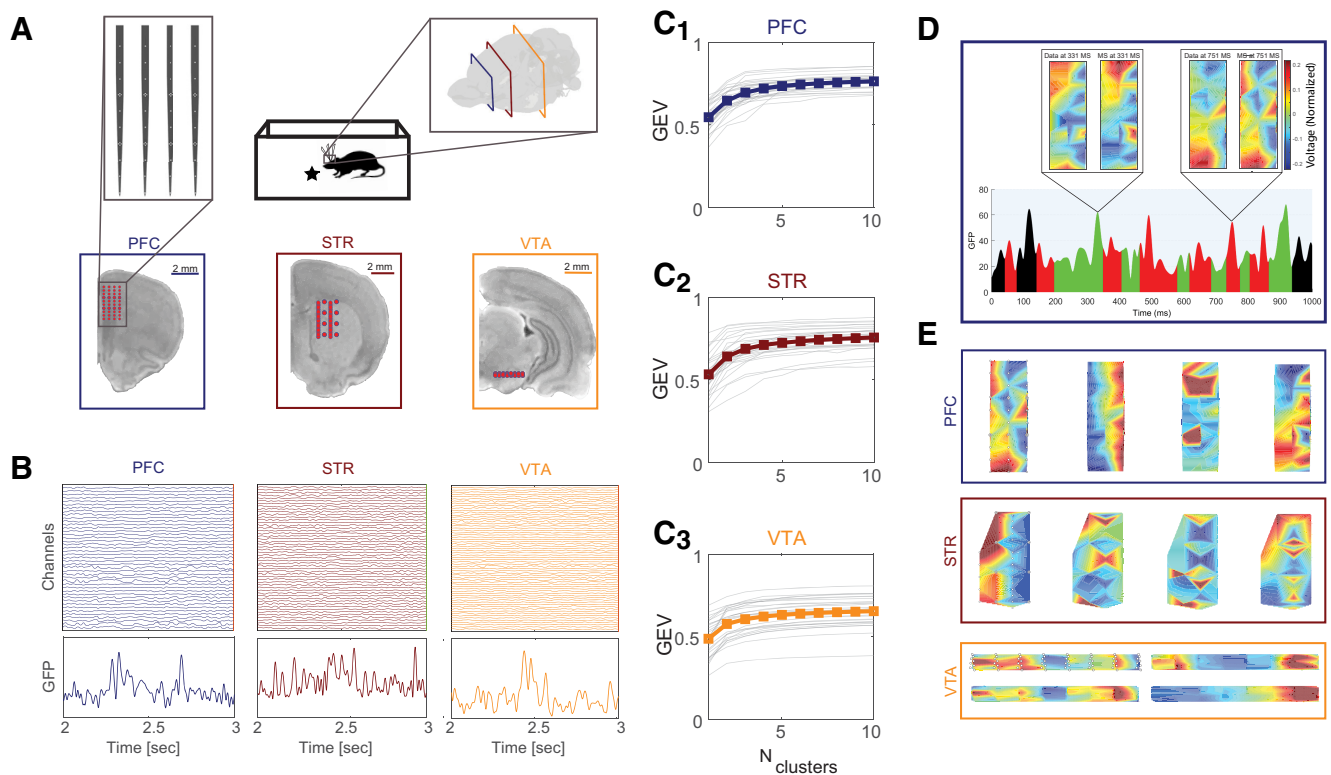 A
PFC
STR
VTA
2 mm
2 mm
2 mm
B
PFC
STR
VTA
Channels
GFP
2
2.5
3
2
2.5
3
2
2.5
3
Time [sec]
Time [sec]
Time [sec]
C1
PFC
GEV
1
0.5
0
5
10
C2
STR
GEV
1
0.5
0
5
10
C3
VTA
GEV
1
0.5
0
5
10
N clusters
D
Data at 331 MS
MS at 331 MS
Data at 751 MS
MS at 751 MS
0.2
0.1
0
-0.1
-0.2
Voltage (Normalized)
GFP
80
60
40
20
0
0
100
200
300
400
500
600
700
800
900
1000
Time (ms)
E
PFC
STR
VTA